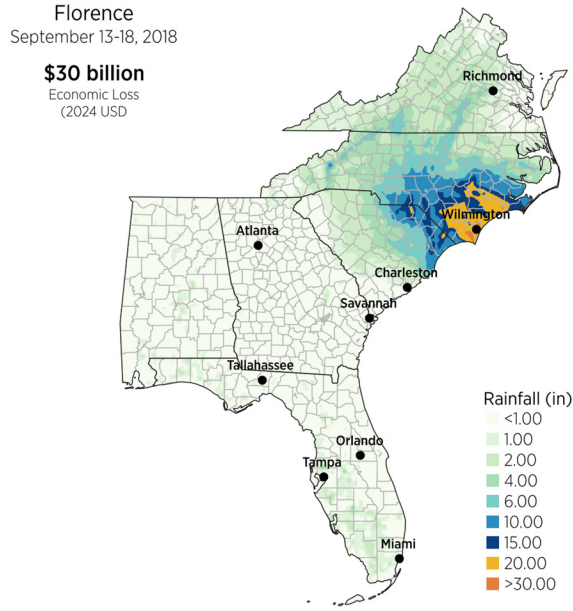 Florence
September 13-18, 2018
$30 billion
Economic Loss
(2024 USD
Richmond
Wilmington
Atlanta
Charleston
Savannah
Tallahassee
Orlando
Tampa
Miami
Rainfall (in)
<1.00
1.00
2.00
4.00
6.00
10.00
15.00
20.00
>30.00